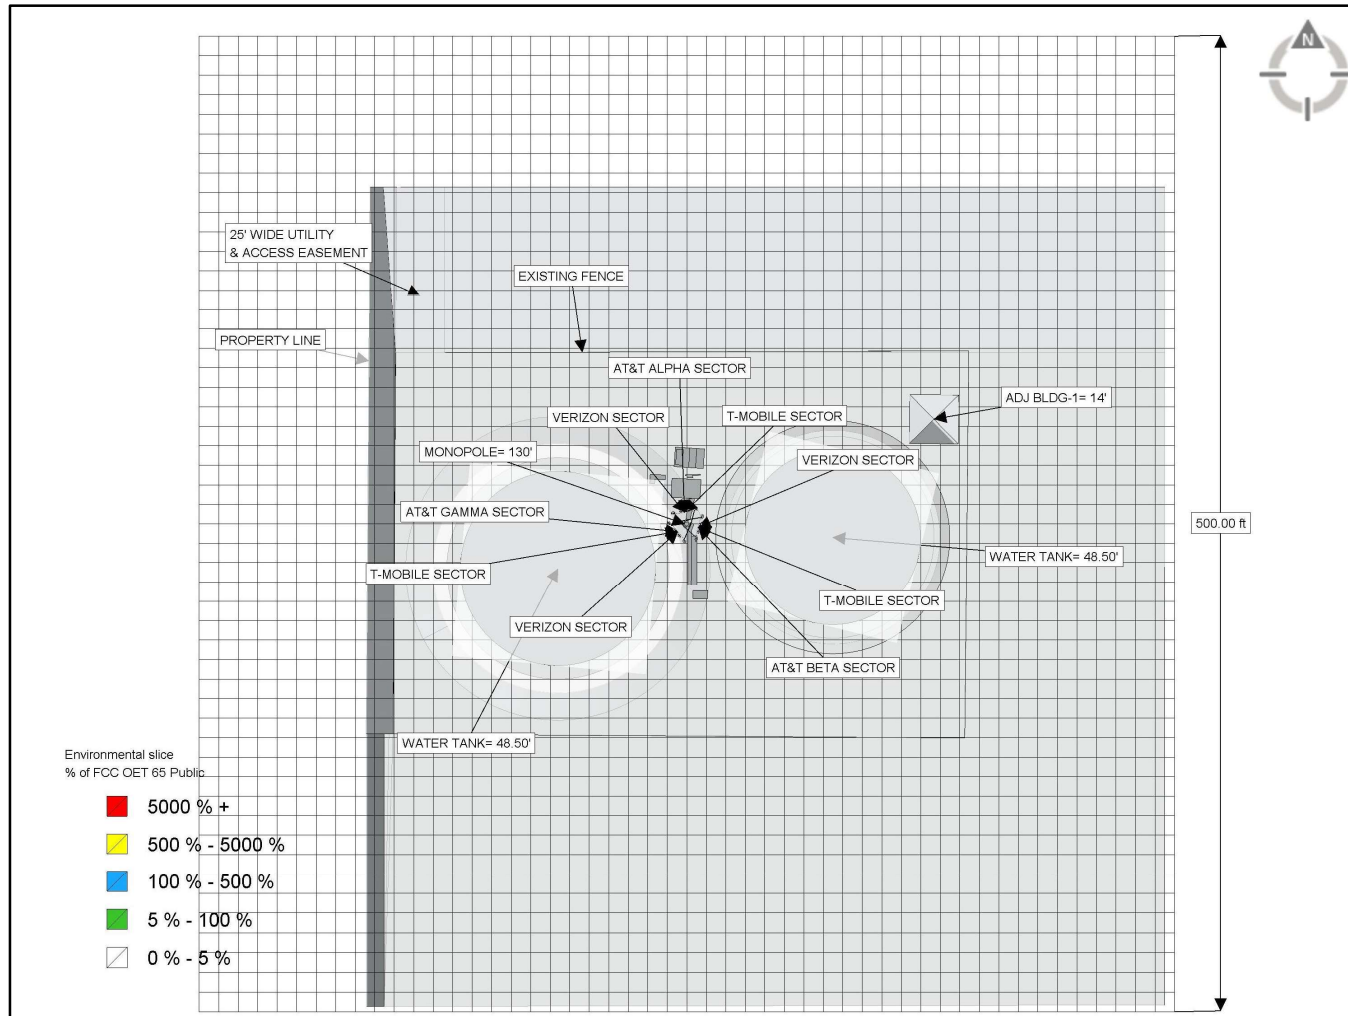 N
25' WIDE UTILITY
& ACCESS EASEMENT
EXISTING FENCE
PROPERTY LINE
AT&T ALPHA SECTOR
VERIZON SECTOR
T-MOBILE SECTOR
ADJ BLDG-1= 14'
MONOPOLE= 130'
VERIZON SECTOR
AT&T GAMMA SECTOR
500.00 ft
WATER TANK= 48.50'
T-MOBILE SECTOR
T-MOBILE SECTOR
VERIZON SECTOR
AT&T BETA SECTOR
WATER TANK= 48.50'
Environmental slice
% of FCC OET 65 Public
5000 % +
500 % - 5000 %
100 % - 500 %
5 % - 100 %
0 % - 5 %